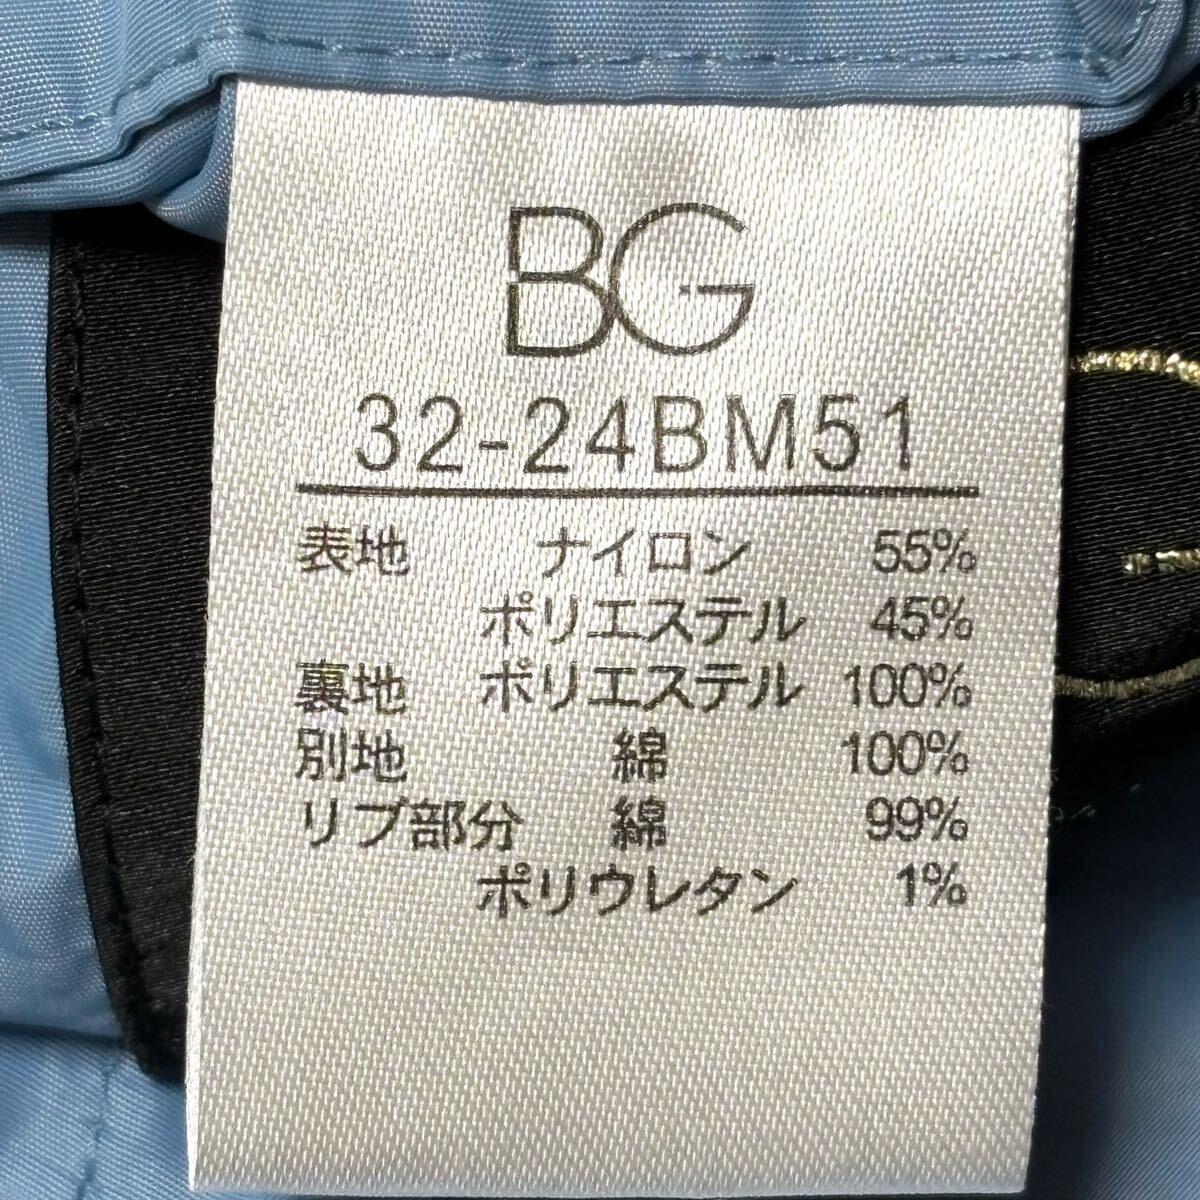 BG
32-24BM51
表地 ナイロン 55%
ポリエステル 45%
裏地 ポリエステル 100%
別地 綿 100%
リブ部分 綿 99%
ポリウレタン 1%